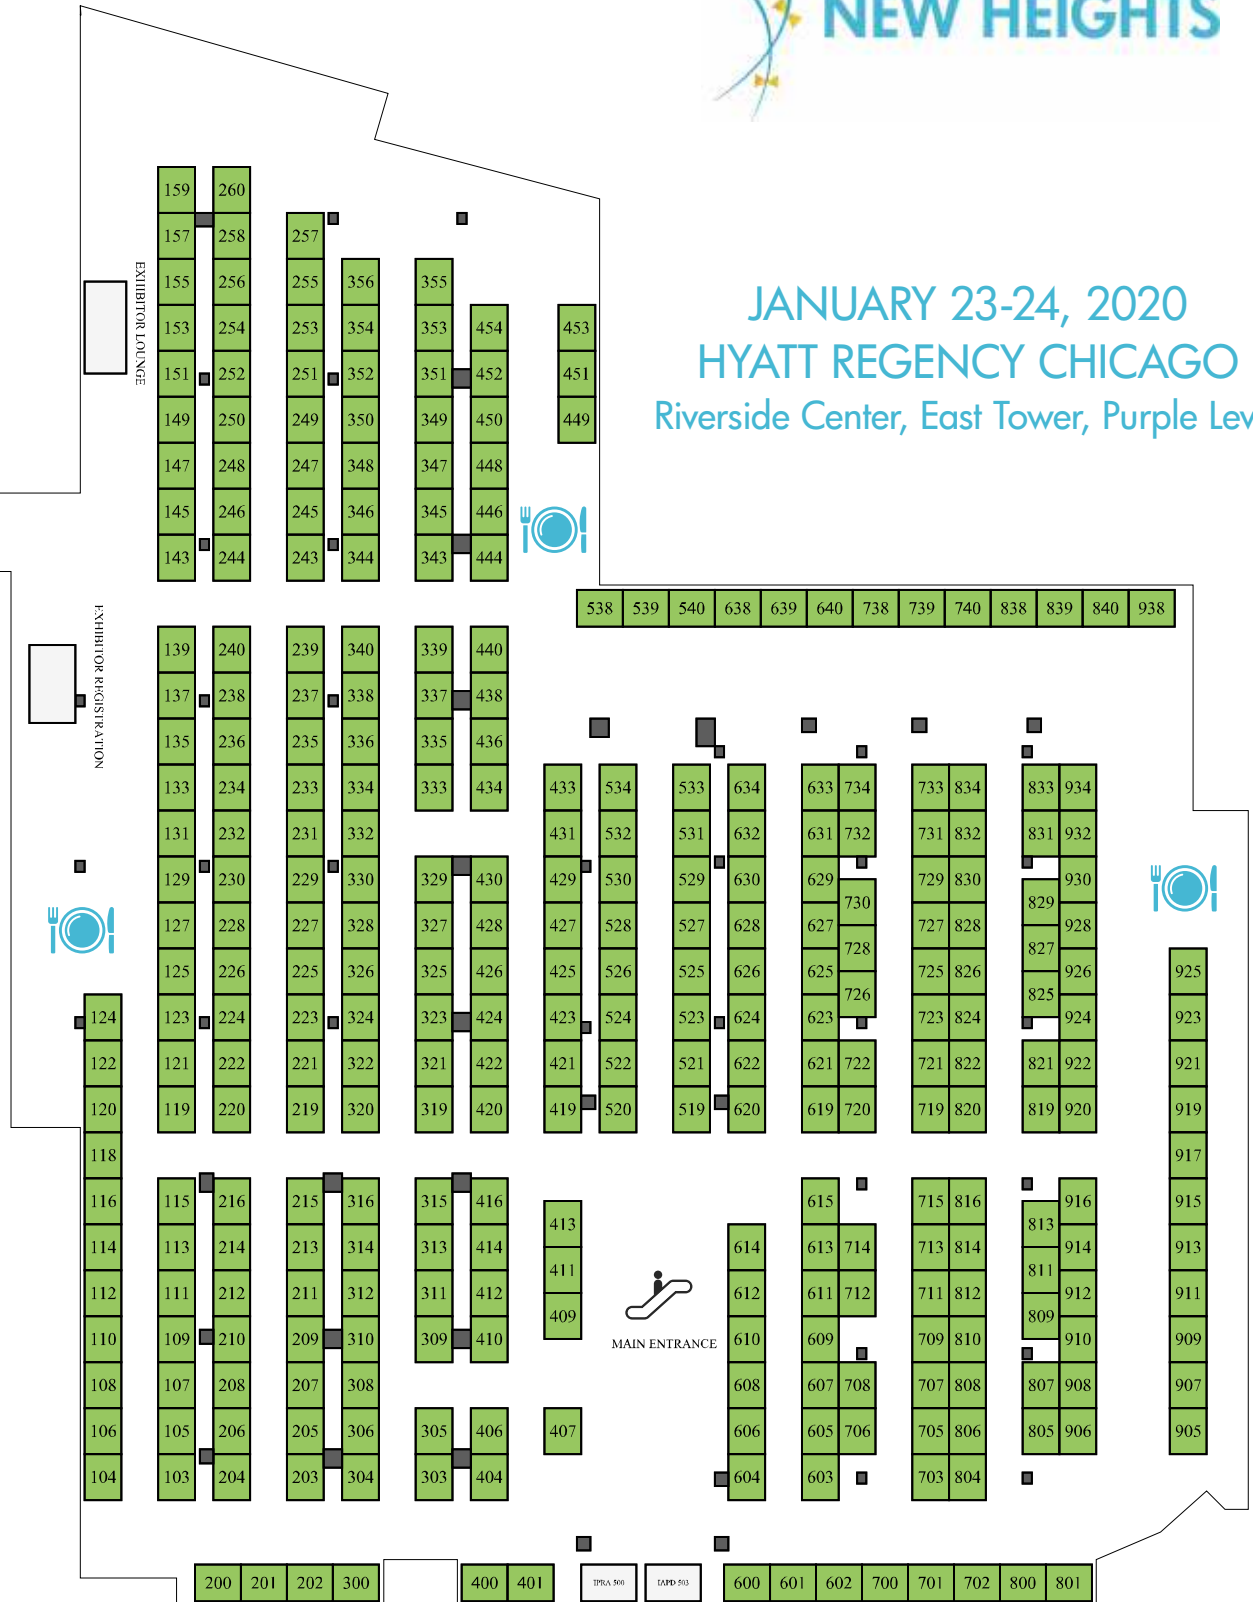 NEW HEIGHTS
JANUARY 23-24, 2020
HYATT REGENCY CHICAGO
Riverside Center, East Tower, Purple Lev
159 260
157 258 257
155 256 255 356 355
153 254 253 354 353 454 453
151 252 251 352 351 452 451
149 250 249 350 349 450 449
147 248 247 348 347 448
145 246 245 346 345 446
143 244 243 344 343 444
EXHIBITOR LOUNGE
538 539 540 638 639 640 738 739 740 838 839 840 938
EXHIBITOR REGISTRATION
139 240 239 340 339 440
137 238 237 338 337 438
135 236 235 336 335 436
133 234 233 334 333 434 433 534 533 634 633 734 733 834 833 934
131 232 231 332 431 532 531 632 631 732 731 832 831 932
129 230 229 330 329 430 429 530 529 630 629 729 830 930
730 829
127 228 227 328 327 428 427 528 527 628 627 727 828 928
728 827
125 226 225 326 325 426 425 526 525 626 625 725 826 926 925
726 825
124 123 224 223 324 323 424 423 524 523 624 623 723 824 924 923
122 121 222 221 322 321 422 421 522 521 622 621 722 721 822 821 922 921
120 119 220 219 320 319 420 419 520 519 620 619 720 719 820 819 920 919
118 917
116 115 216 215 316 315 416 615 715 816 916 915
413 813
114 113 214 213 314 313 414 614 613 714 713 814 914 913
411 811
112 111 212 211 312 311 412 612 611 712 711 812 912 911
409 809
110 109 210 209 310 309 410 610 609 709 810 910 909
MAIN ENTRANCE
108 107 208 207 308 608 607 708 707 808 807 908 907
106 105 206 205 306 305 406 407 606 605 706 705 806 805 906 905
104 103 204 203 304 303 404 604 603 703 804
200 201 202 300 400 401 IPRA 500 IAPD 503 600 601 602 700 701 702 800 801